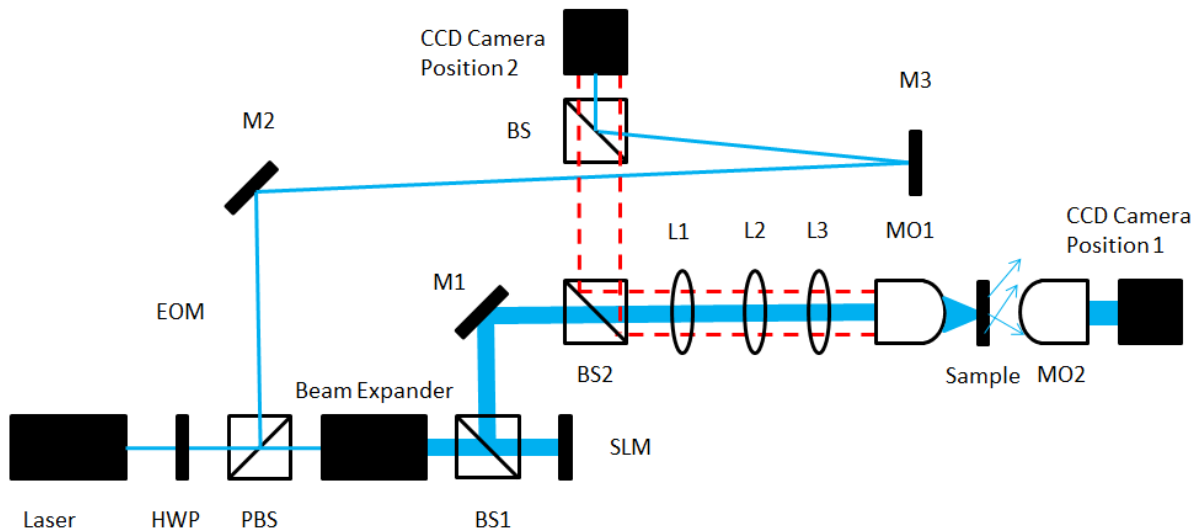 CCD Camera
Position 2
BS
M3
M2
CCD Camera
Position 1
L1
L2
L3
MO1
M1
EOM
BS2
Sample
MO2
Beam Expander
SLM
Laser
HWP
PBS
BS1